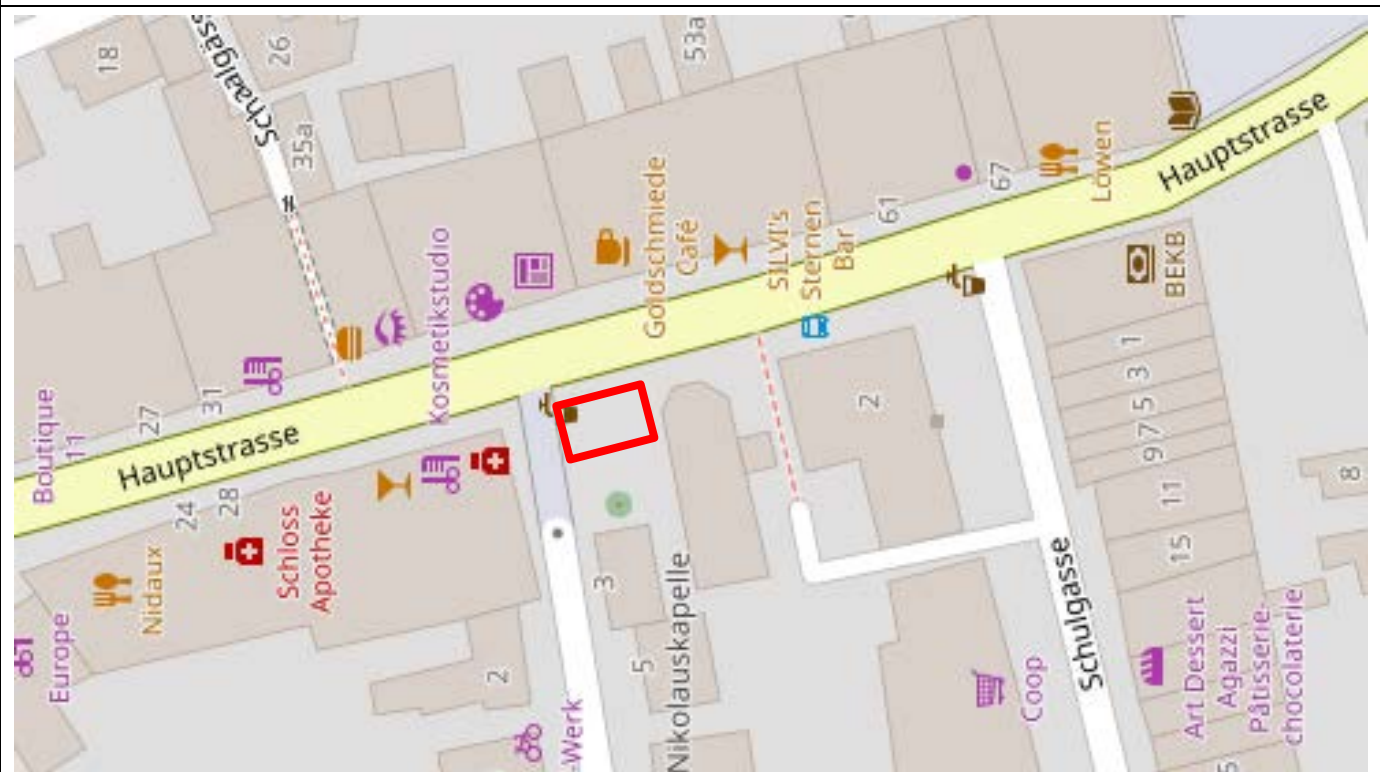 18
Schaalgäss
26
35a
53a
Boutique
11
27
31
Hauptstrasse
24
28
Kosmetikstudio
Goldschmiede
Café
SILVI's
Sternen
Bar
61
67
Löwen
Hauptstrasse
BEKB
Europe
Nidaux
Schloss
Apotheke
2
-Werk
3
5
Nikolauskapelle
2
Coop
Schulgasse
1
3
5
7
9
11
15
8
Art Dessert
Agazzi
Pâtisserie-
chocolaterie
5